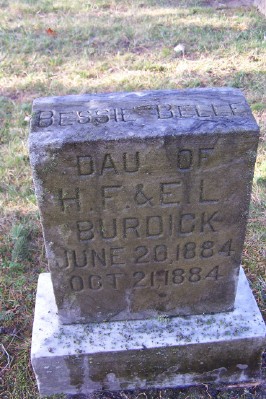 BESSIE BELLE
DAU. OF
H. F. & E. L.
BURDICK
JUNE 20, 1884
OCT 21 1884